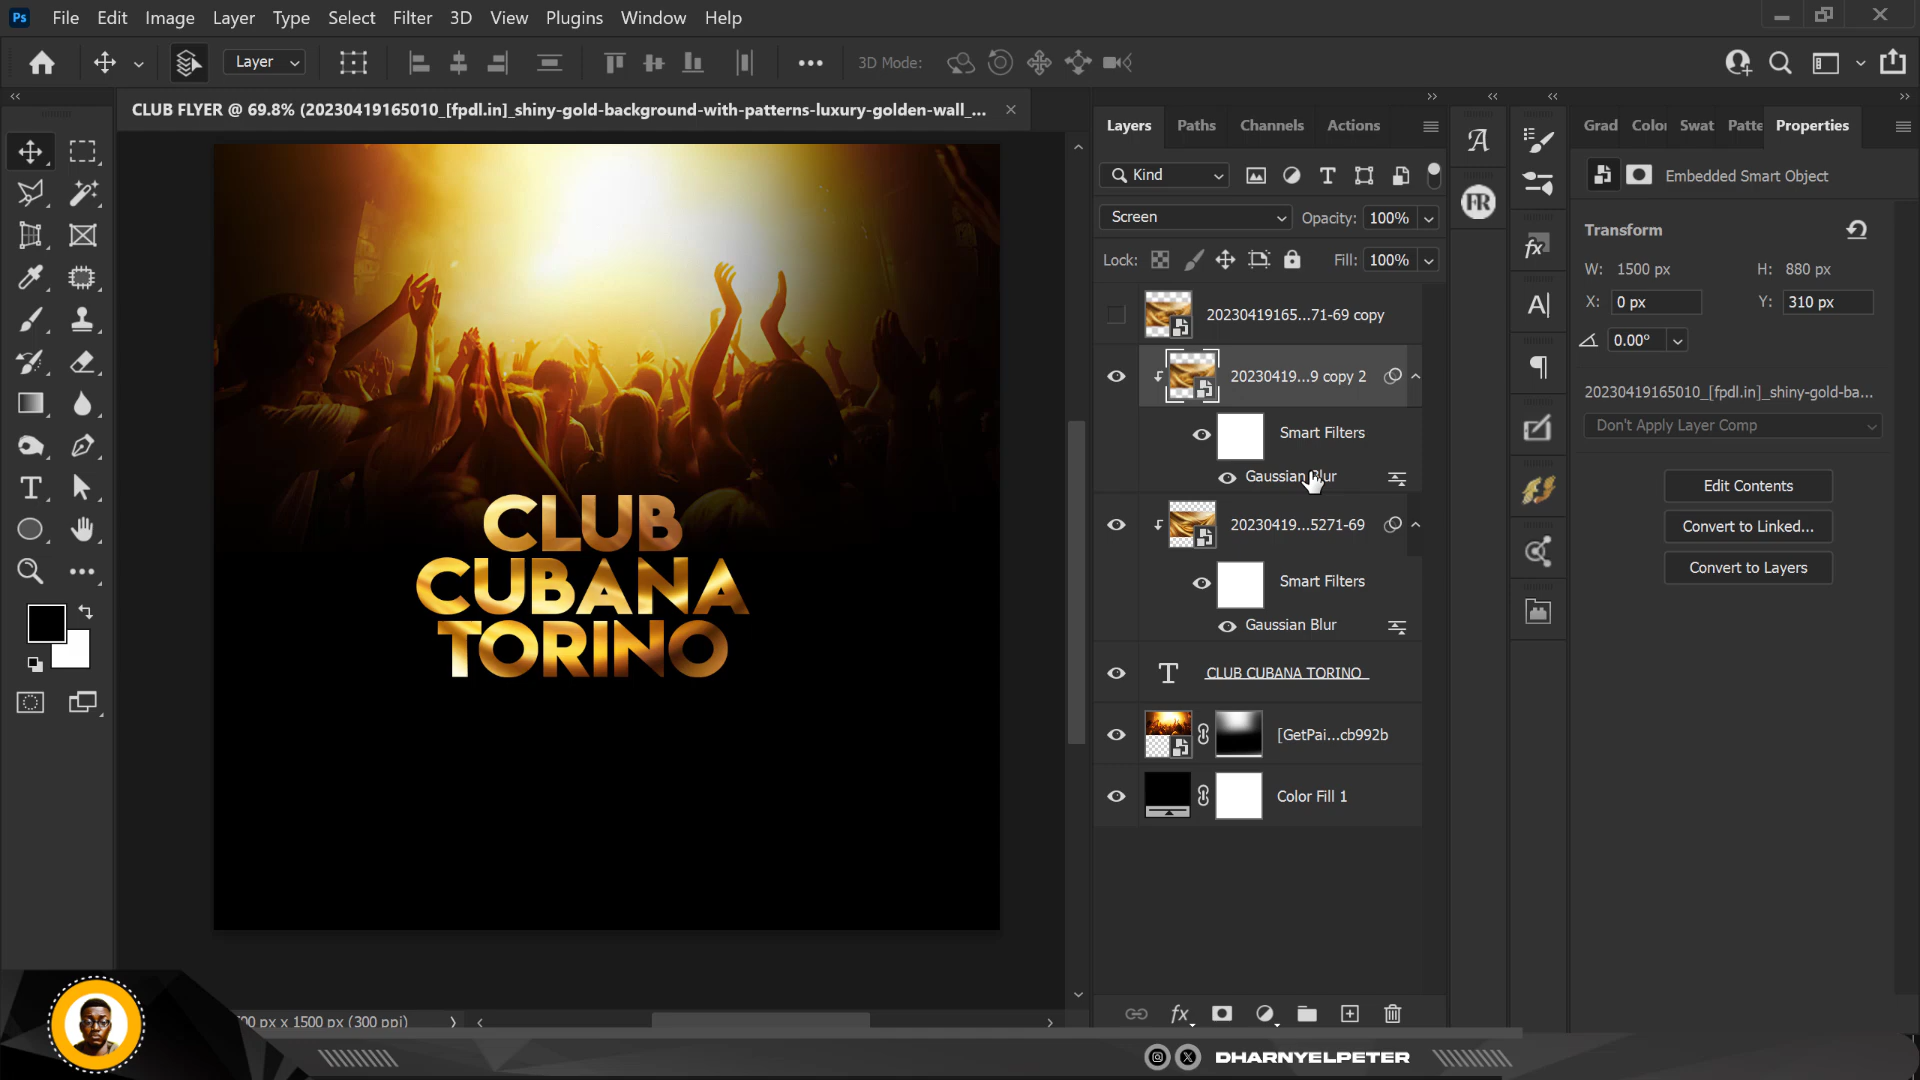 Ps File Edit Image Layer Type Select Filter 3D View Plugins Window Help
Layer 3D Mode:
CLUB FLYER @ 69.8% (20230419165010_[fpdl.in]_shiny-gold-background-with-patterns-luxury-golden-wall_...
CLUB
CUBANA
TORINO
1500 px (300 ppi)
Layers Paths Channels Actions
Kind
Screen Opacity: 100%
Lock: Fill: 100%
20230419165...71-69 copy
20230419...9 copy 2
Smart Filters
Gaussian Blur
20230419...5271-69
Smart Filters
Gaussian Blur
CLUB CUBANA TORINO
[GetPai...cb992b
Color Fill 1
FR
Grad Color Swat Patte Properties
Embedded Smart Object
Transform
W: 1500 px H: 880 px
X: 0 px Y: 310 px
0.00°
20230419165010_[fpdl.in]_shiny-gold-ba...
Don't Apply Layer Comp
Edit Contents
Convert to Linked...
Convert to Layers
DHARNYELPETER